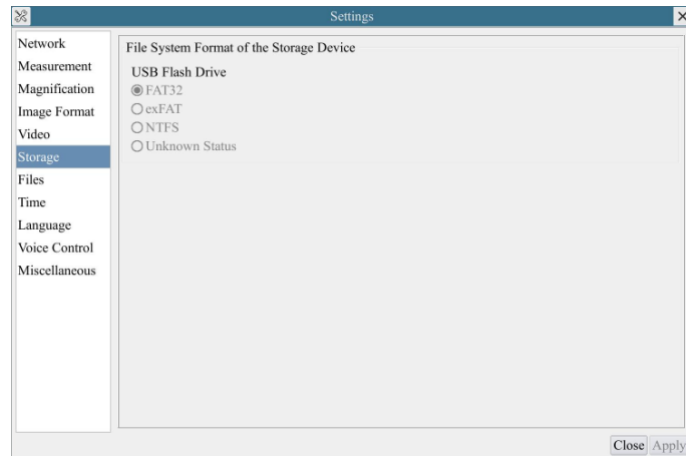 Settings
Network
Measurement
Magnification
Image Format
Video
Storage
Files
Time
Language
Voice Control
Miscellaneous
File System Format of the Storage Device
USB Flash Drive
FAT32
exFAT
NTFS
Unknown Status
Close Apply